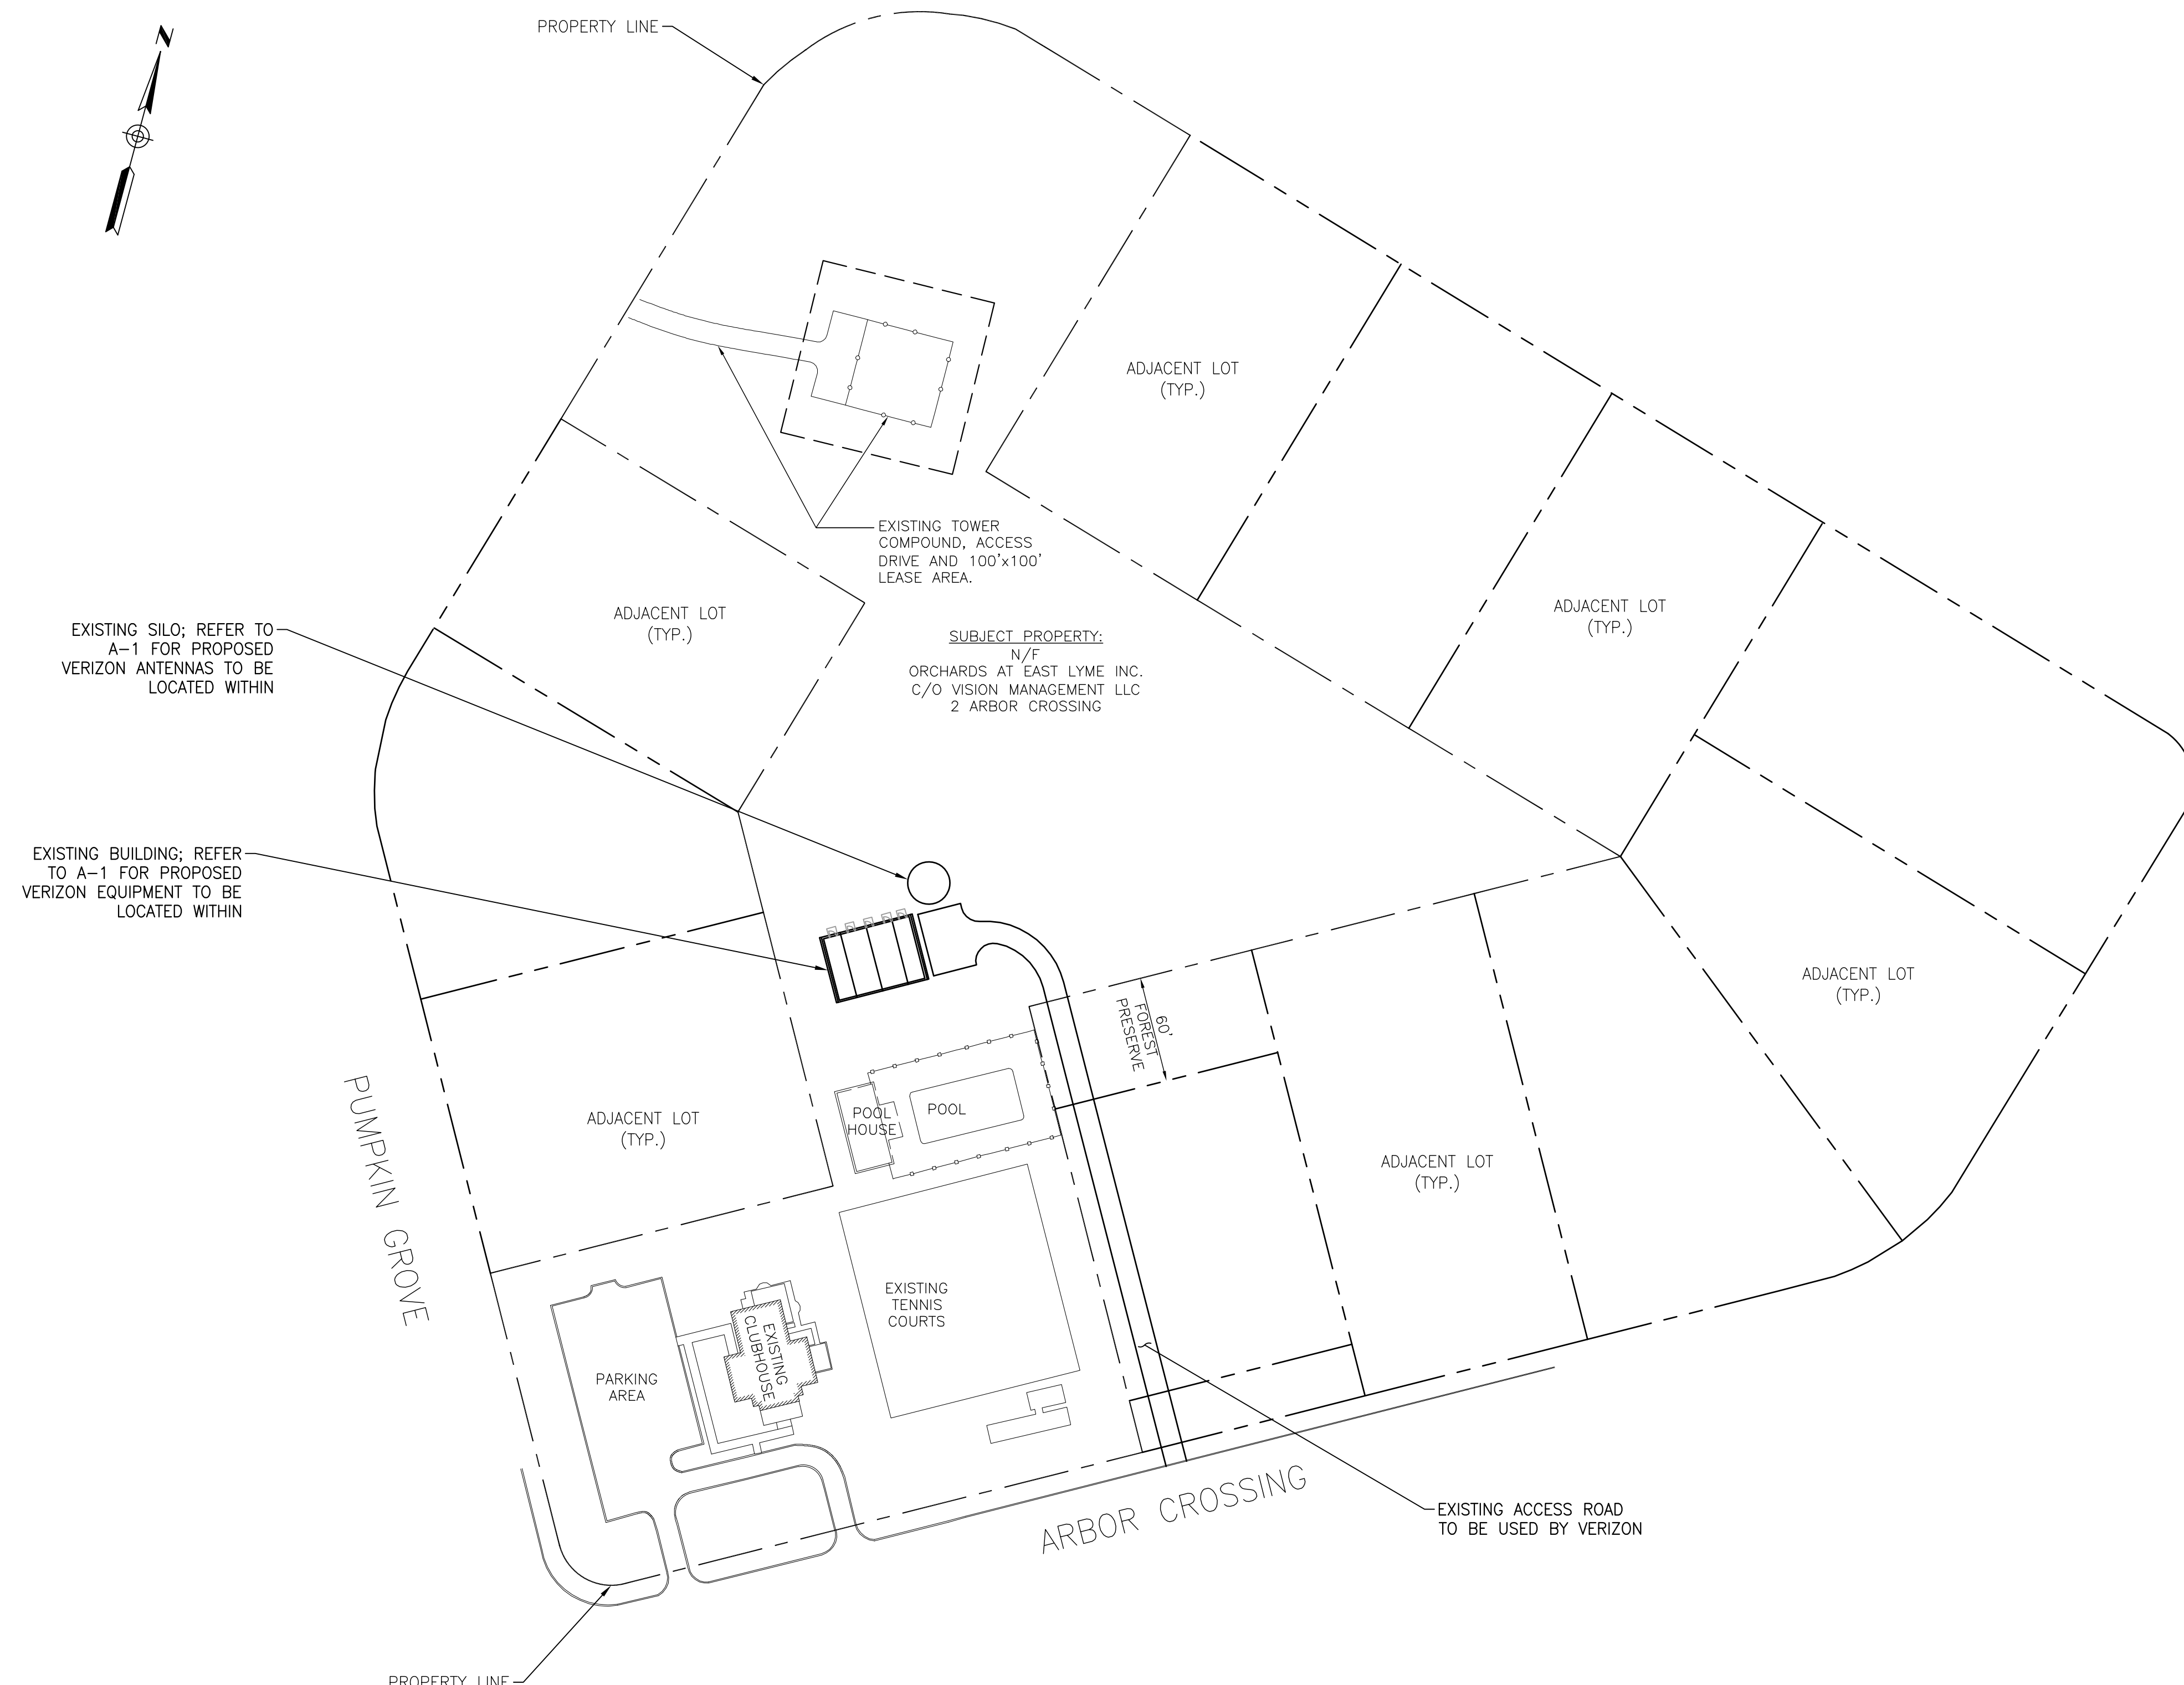 N
PROPERTY LINE
ADJACENT LOT
(TYP.)
EXISTING TOWER
COMPOUND, ACCESS
DRIVE AND 100'x100'
LEASE AREA.
ADJACENT LOT
(TYP.)
ADJACENT LOT
(TYP.)
EXISTING SILO; REFER TO
A-1 FOR PROPOSED
VERIZON ANTENNAS TO BE
LOCATED WITHIN
SUBJECT PROPERTY:
N/F
ORCHARDS AT EAST LYME INC.
C/O VISION MANAGEMENT LLC
2 ARBOR CROSSING
EXISTING BUILDING; REFER
TO A-1 FOR PROPOSED
VERIZON EQUIPMENT TO BE
LOCATED WITHIN
ADJACENT LOT
(TYP.)
60'
FOREST
PRESERVE
PUMPKIN GROVE
ADJACENT LOT
(TYP.)
POOL
HOUSE
POOL
ADJACENT LOT
(TYP.)
EXISTING
TENNIS
COURTS
EXISTING
CLUBHOUSE
PARKING
AREA
ARBOR CROSSING
EXISTING ACCESS ROAD
TO BE USED BY VERIZON
PROPERTY LINE